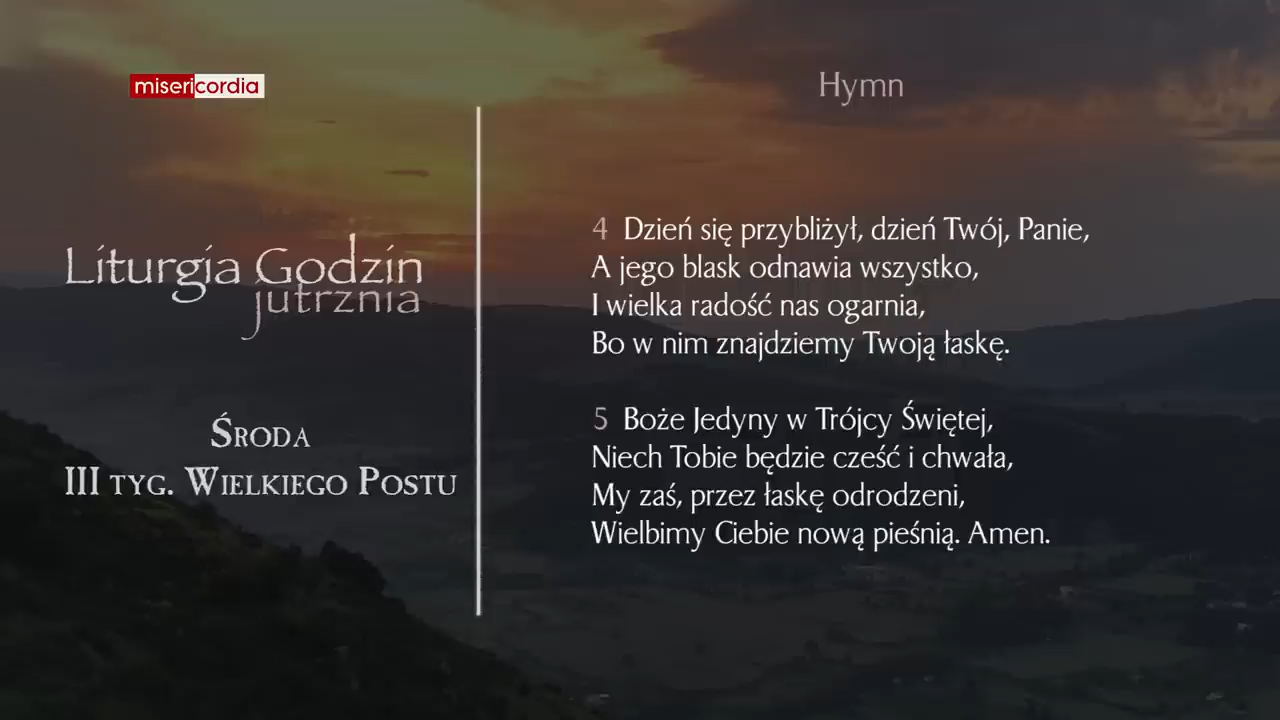 misericordia
Liturgia Godzin
jutrznia
Środa
III tyg. Wielkiego Postu
Hymn
4 Dzień się przybliżył, dzień Twój, Panie,
A jego blask odnawia wszystko,
I wielka radość nas ogarnia,
Bo w nim znajdziemy Twoją łaskę.
5 Boże Jedyny w Trójcy Świętej,
Niech Tobie będzie cześć i chwała,
My zaś, przez łaskę odrodzeni,
Wielbimy Ciebie nową pieśnią. Amen.